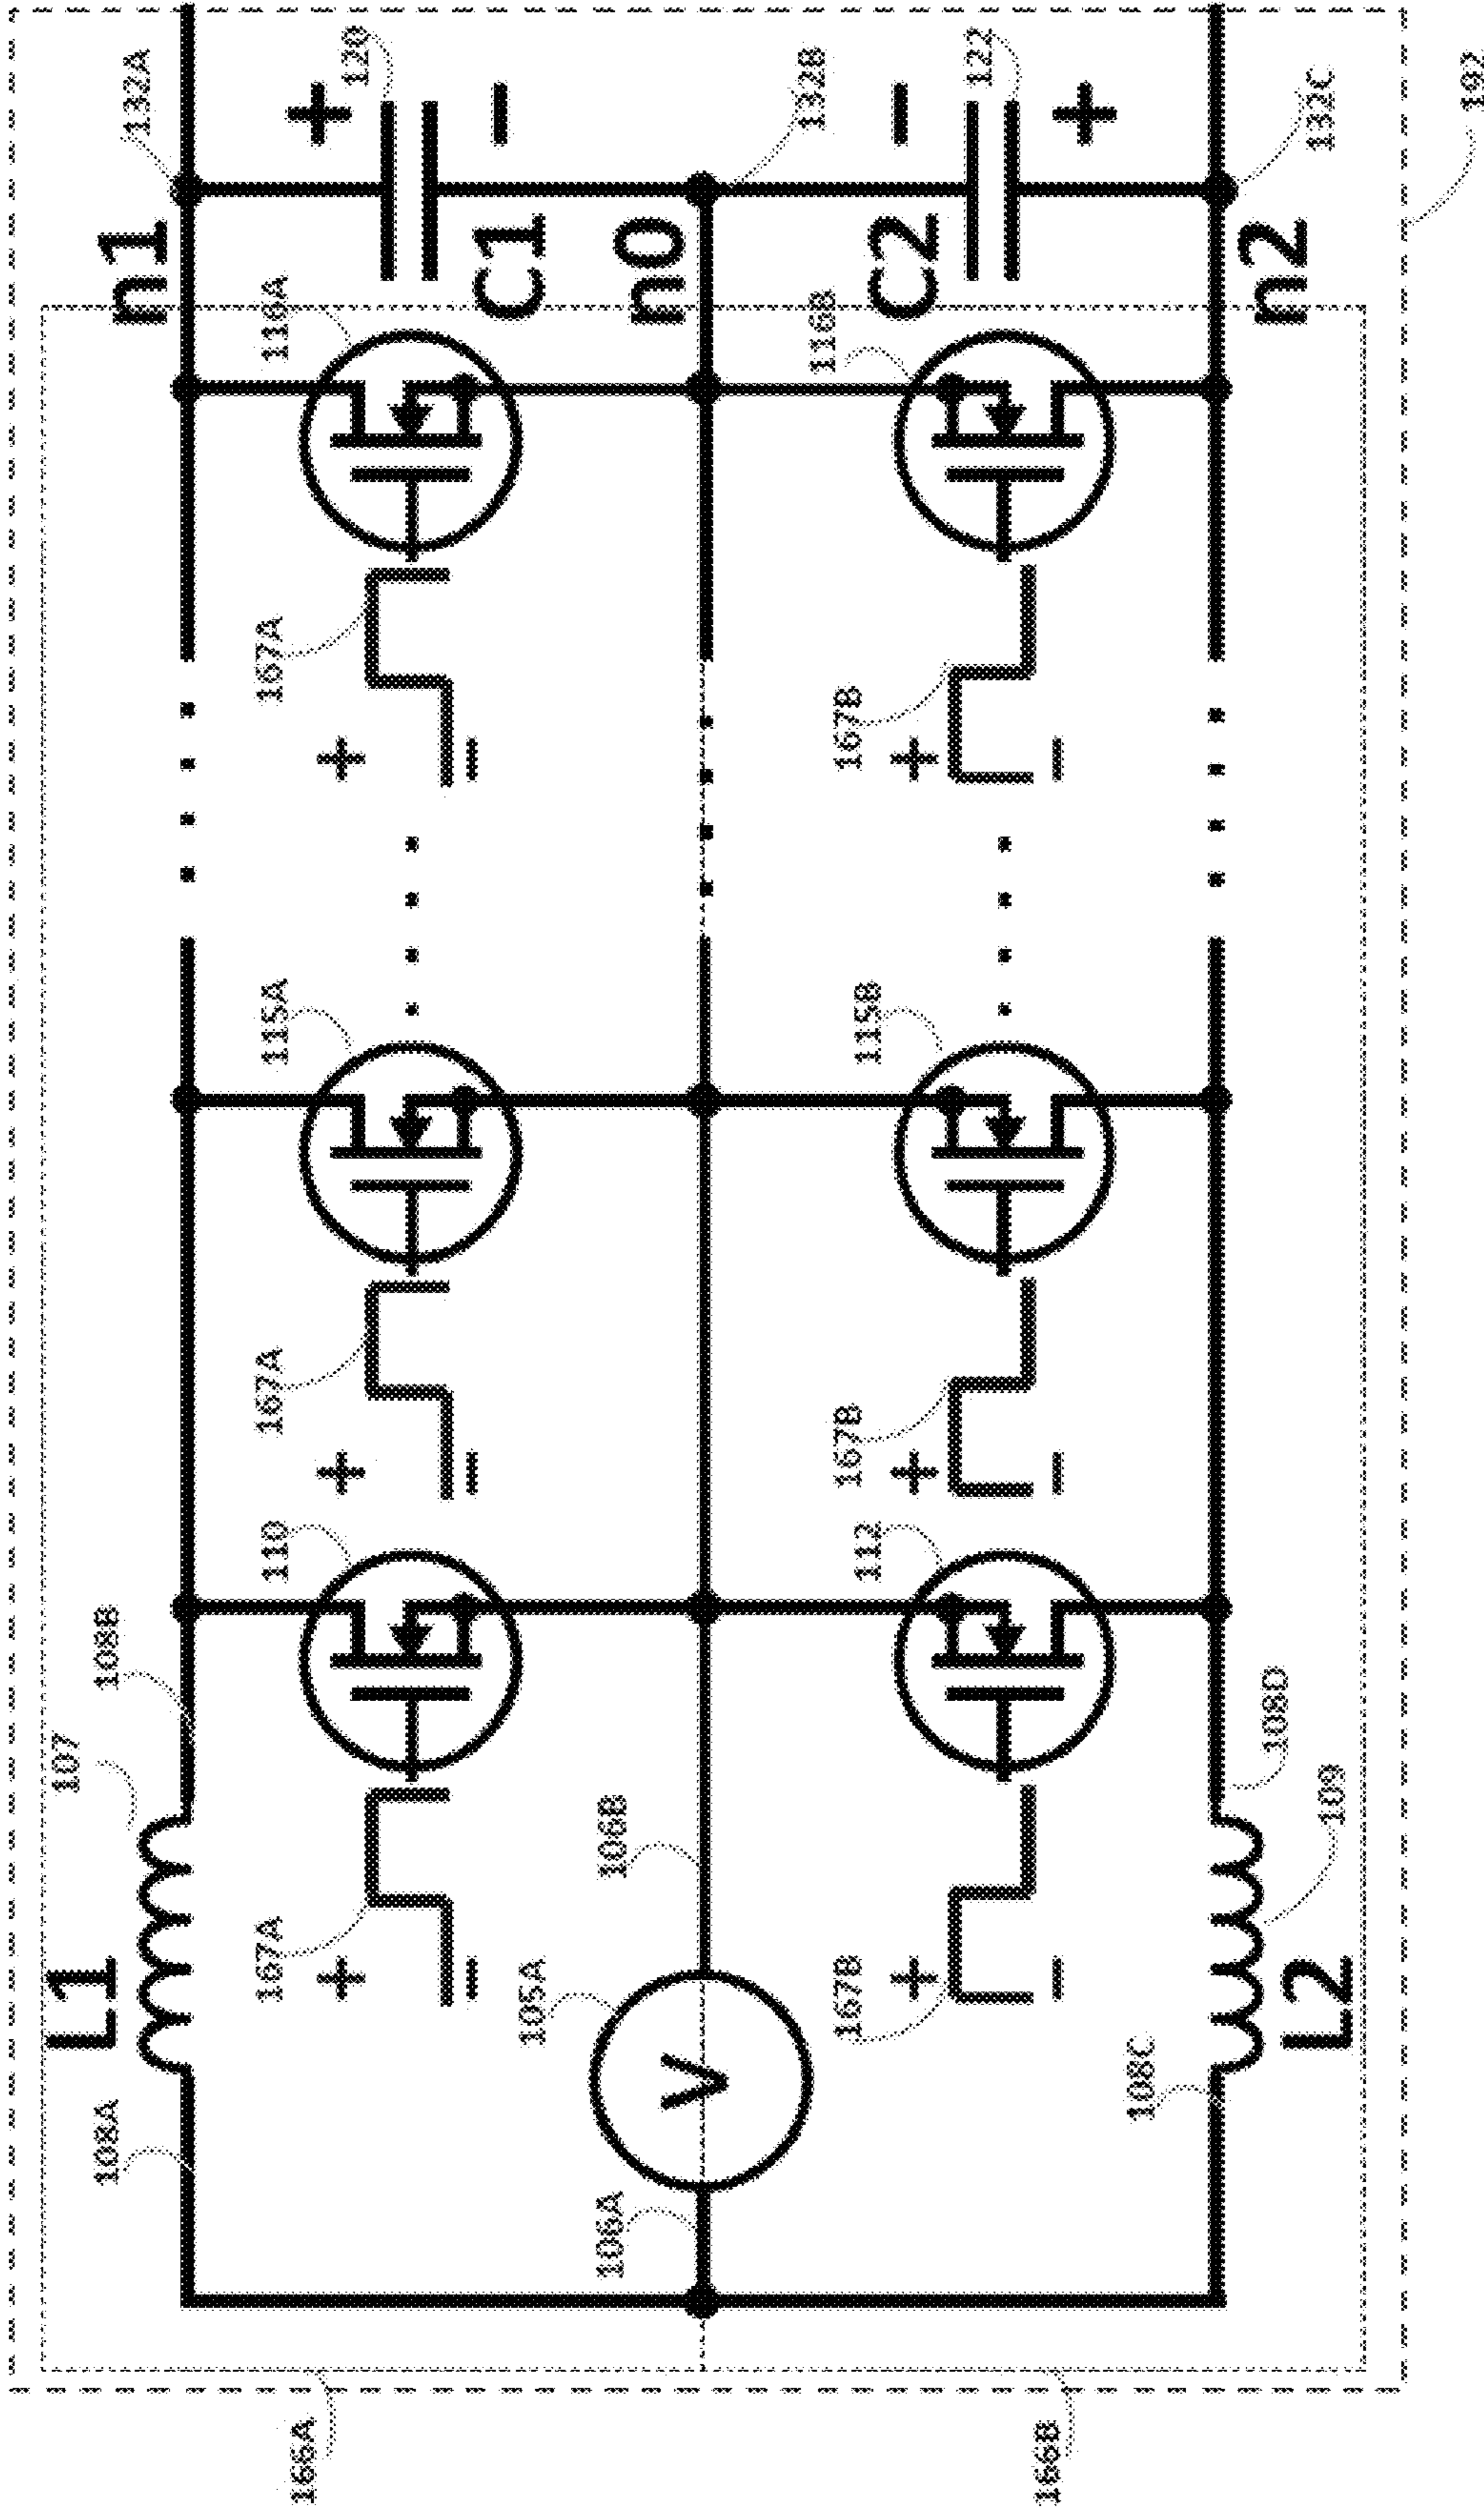 L1
107
108A
108B
n1
132A
166A
167A
110
167A
115A
167A
116A
+
+
+
+
120
−
−
−
C1
−
105A
106A
106B
n0
V
132B
167B
112
167B
115B
167B
116B
+
+
+
C2
−
122
166B
−
−
−
+
108C
108D
n2
132C
L2
109
192